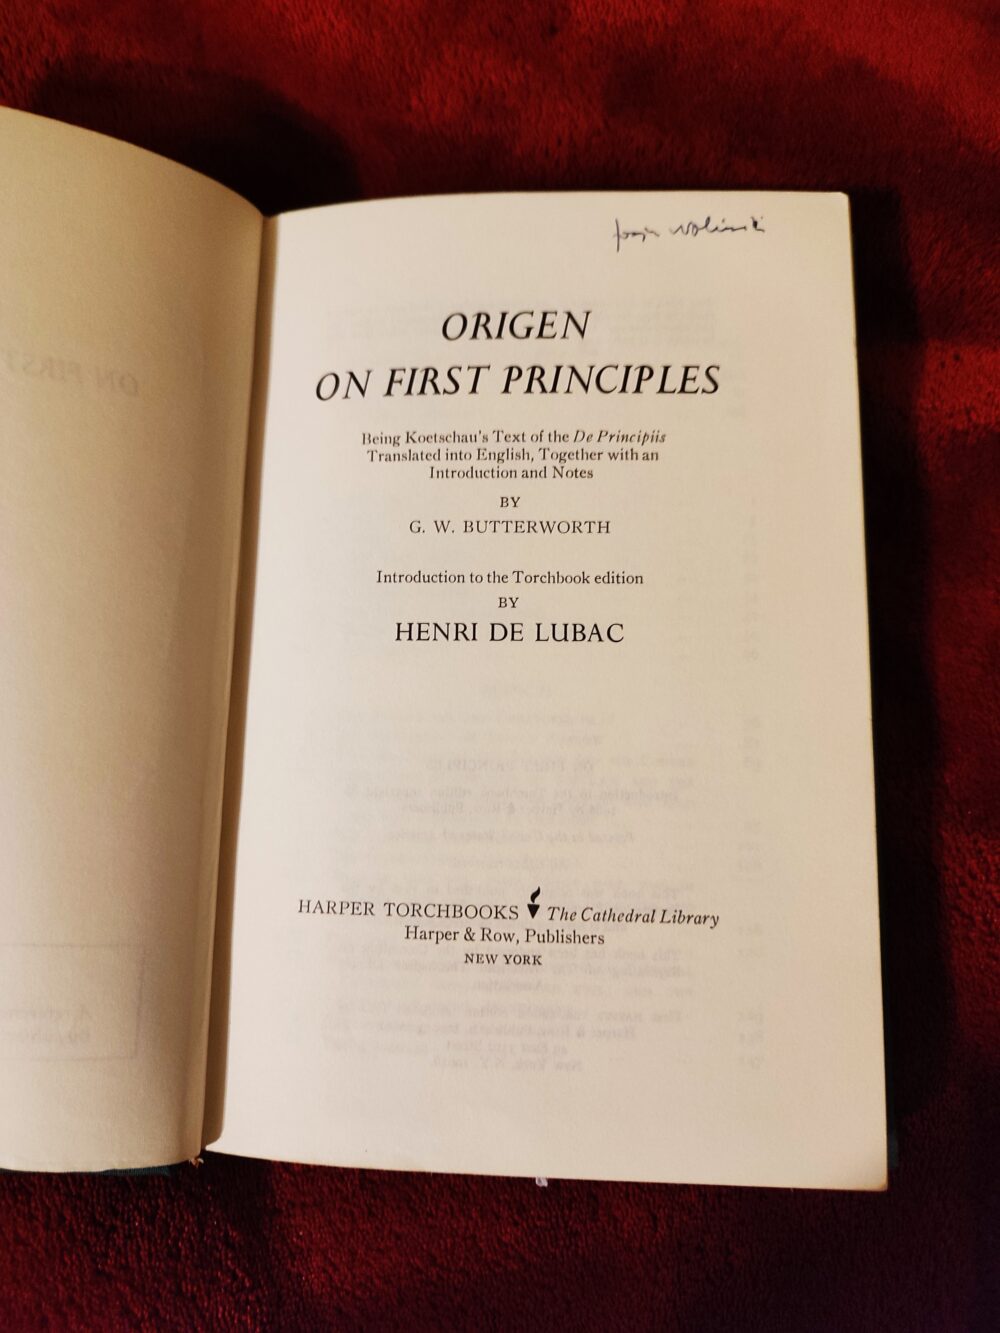 ORIGEN
ON FIRST PRINCIPLES
Being Koetschau's Text of the De Principiis
Translated into English, Together with an
Introduction and Notes
BY
G. W. BUTTERWORTH
Introduction to the Torchbook edition
BY
HENRI DE LUBAC
HARPER TORCHBOOKS The Cathedral Library
Harper & Row, Publishers
NEW YORK